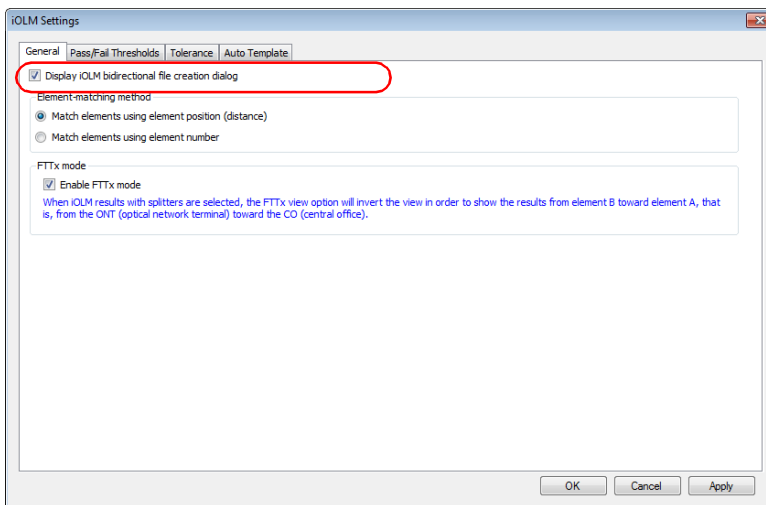 iOLM Settings
General Pass/Fail Thresholds Tolerance Auto Template
Display iOLM bidirectional file creation dialog
Element-matching method
Match elements using element position (distance)
Match elements using element number
FTTx mode
Enable FTTx mode
When iOLM results with splitters are selected, the FTTx view option will invert the view in order to show the results from element B toward element A, that
is, from the ONT (optical network terminal) toward the CO (central office).
OK Cancel Apply